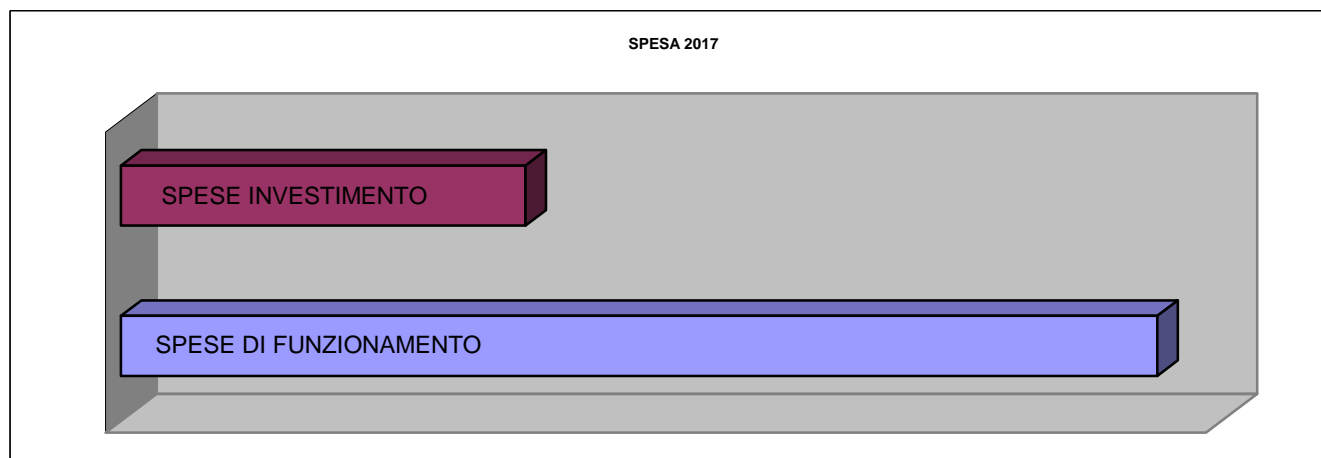 SPESA 2017
SPESE INVESTIMENTO
SPESE DI FUNZIONAMENTO